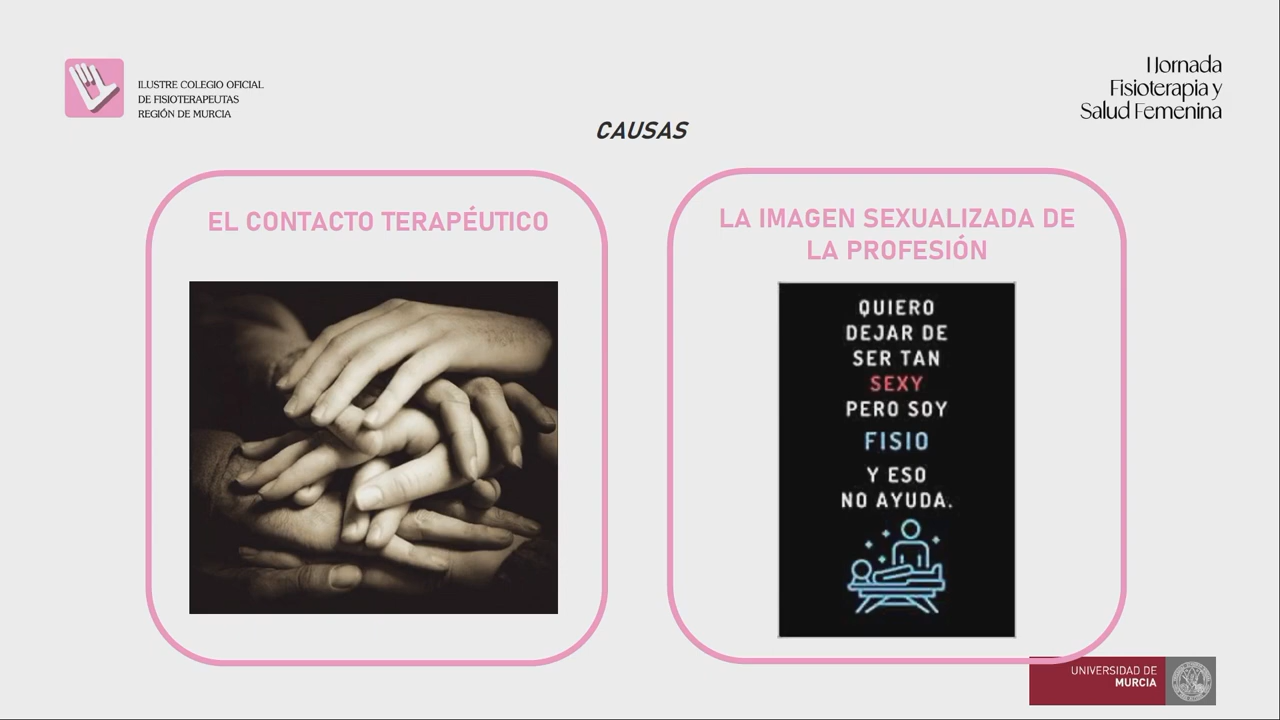 ILUSTRE COLEGIO OFICIAL
DE FISIOTERAPEUTAS
REGIÓN DE MURCIA
I Jornada
Fisioterapia y
Salud Femenina
CAUSAS
EL CONTACTO TERAPÉUTICO
LA IMAGEN SEXUALIZADA DE
LA PROFESIÓN
QUIERO
DEJAR DE
SER TAN
SEXY
PERO SOY
FISIO
Y ESO
NO AYUDA.
UNIVERSIDAD DE
MURCIA